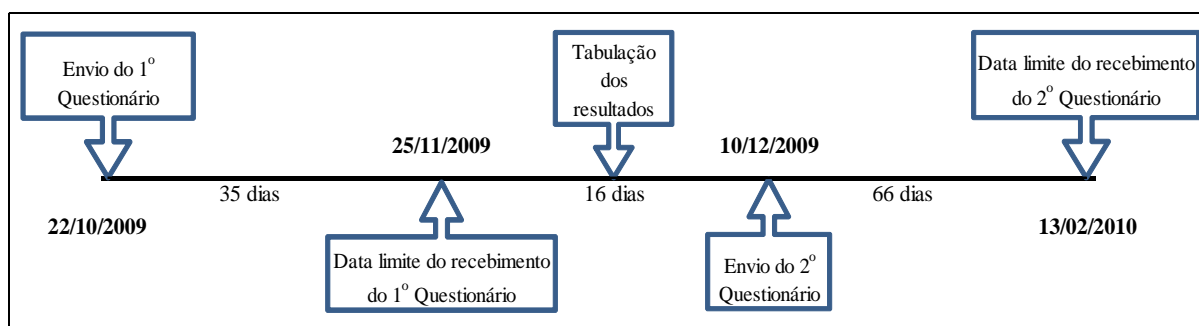 Envio do 1º
Questionário
Tabulação
dos
resultados
Data limite do recebimento
do 2º Questionário
25/11/2009
10/12/2009
35 dias
16 dias
66 dias
22/10/2009
13/02/2010
Data limite do recebimento
do 1º Questionário
Envio do 2º
Questionário